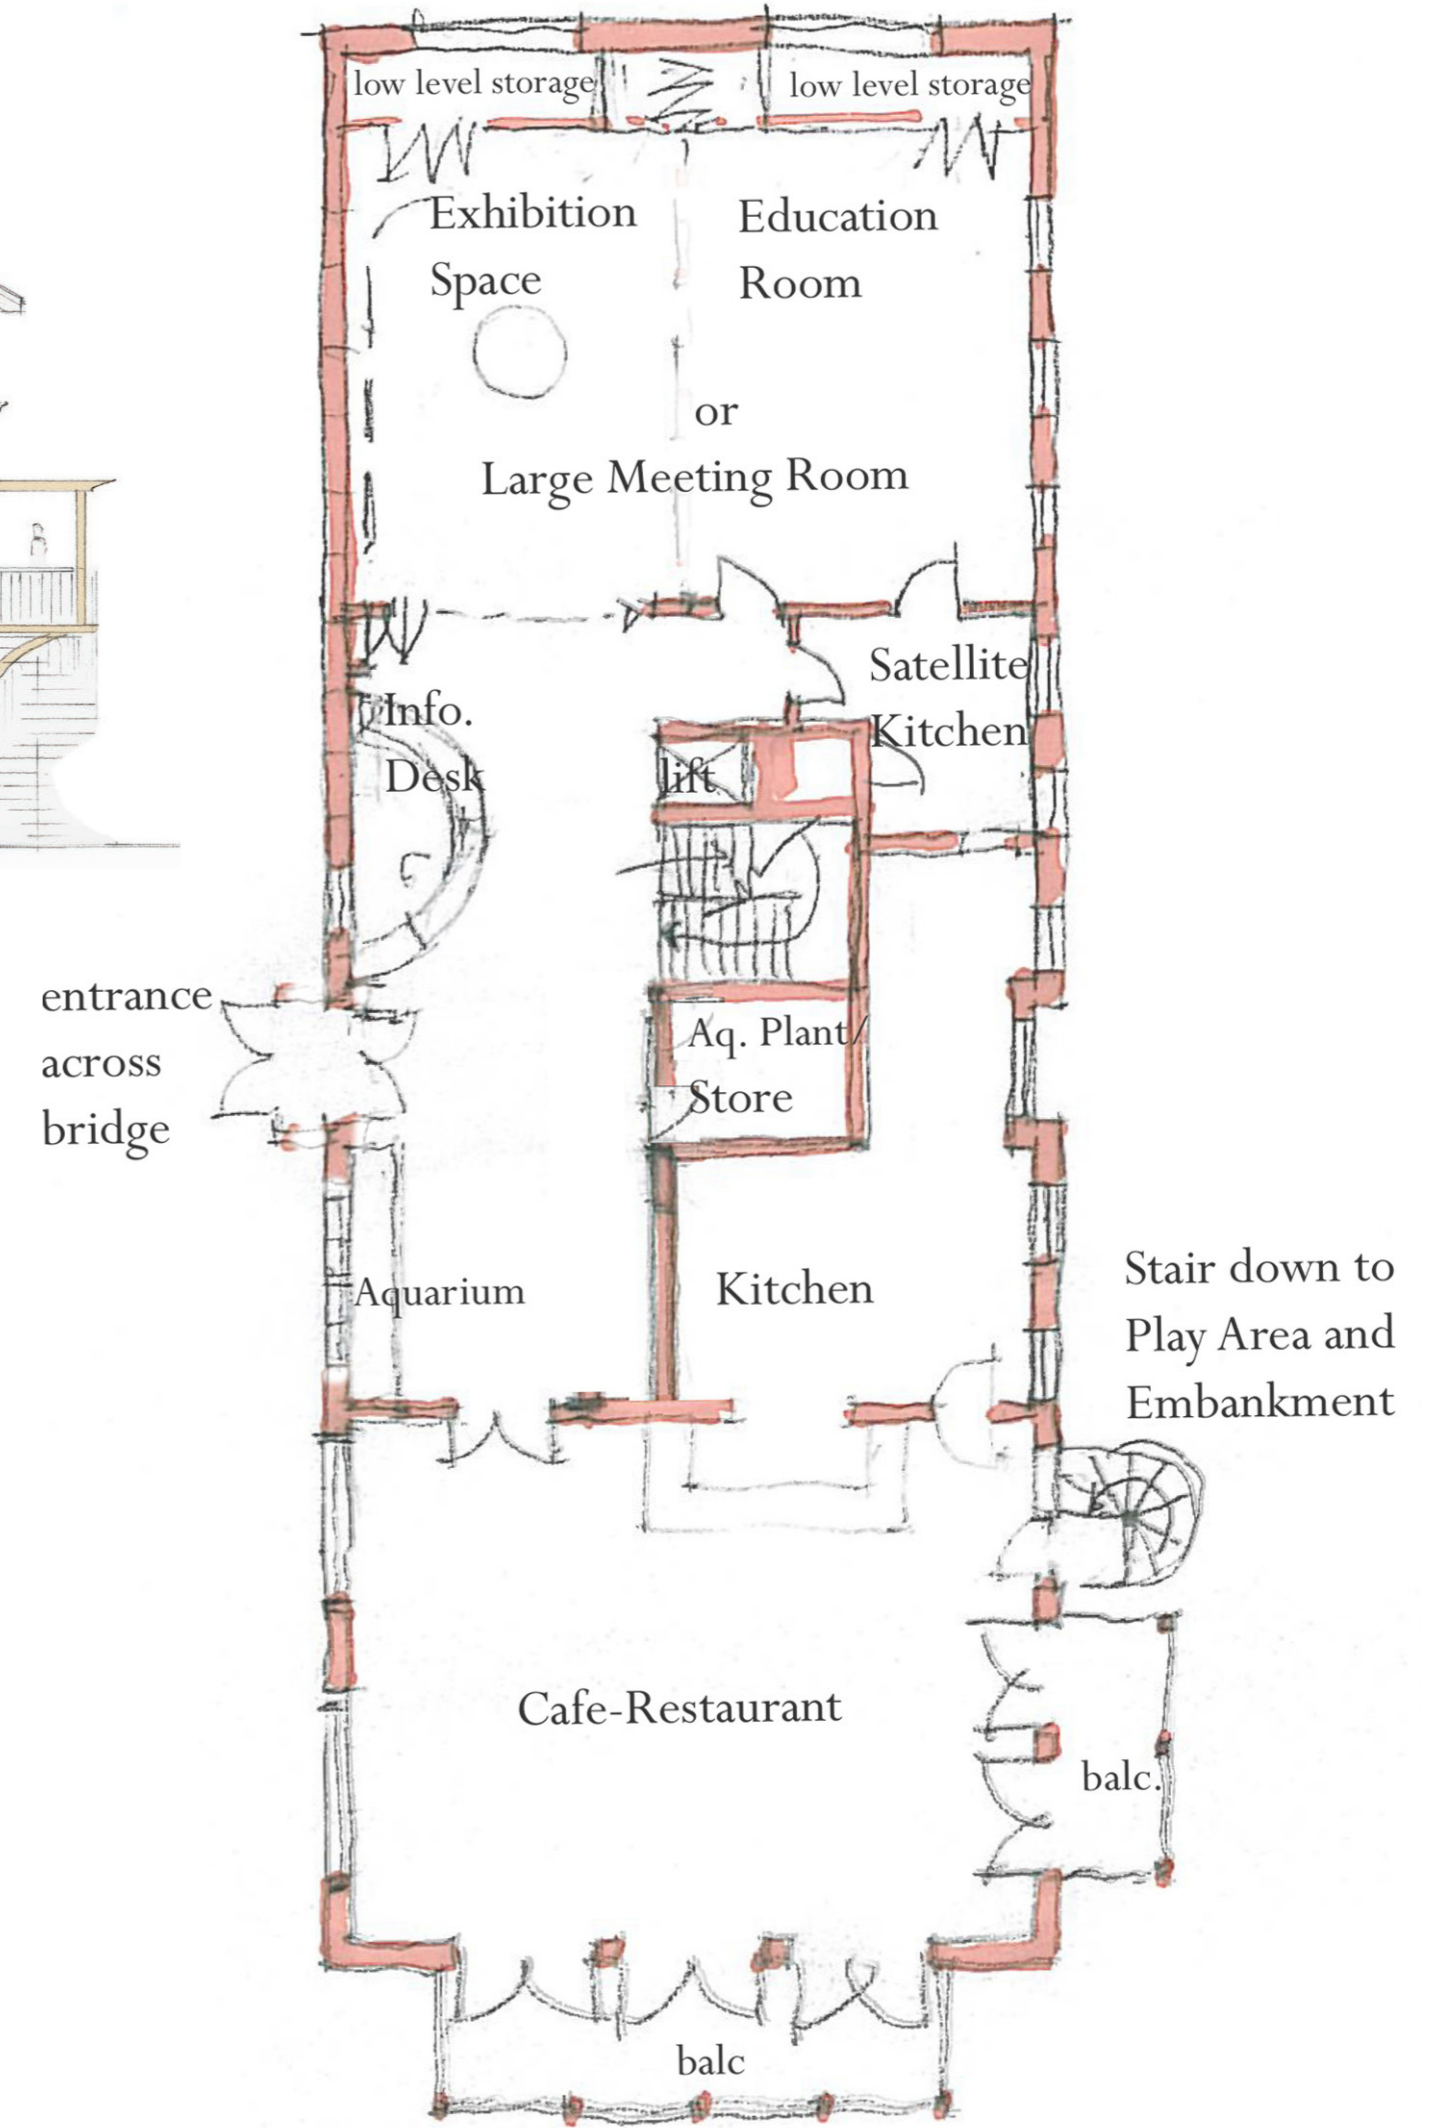 low level storage
low level storage
Exhibition
Space
Education
Room
or
Large Meeting Room
Satellite
Kitchen
Info.
Desk
lift
entrance
across
bridge
Aq. Plant/
Store
Aquarium
Kitchen
Stair down to
Play Area and
Embankment
Cafe-Restaurant
balc.
balc